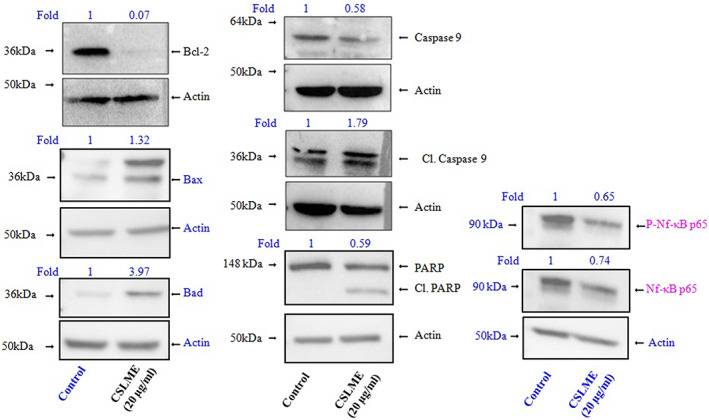 Fold 1 0.07
36kDa Bcl-2
50kDa
Actin
Fold 1 1.32
36kDa Bax
50kDa Actin
Fold 1 3.97
36kDa Bad
50kDa Actin
Control CSLME (20 µg/ml)
Fold 1 0.58
64kDa
Caspase 9
50kDa
Actin
Fold 1 1.79
36kDa Cl. Caspase 9
50kDa Actin
Fold 1 0.59
148 kDa PARP
Cl. PARP
50kDa Actin
Control CSLME (20 µg/ml)
Fold 1 0.65
90 kDa P-Nf-κB p65
Fold 1 0.74
90 kDa Nf-κB p65
50kDa Actin
Control CSLME (20 µg/ml)